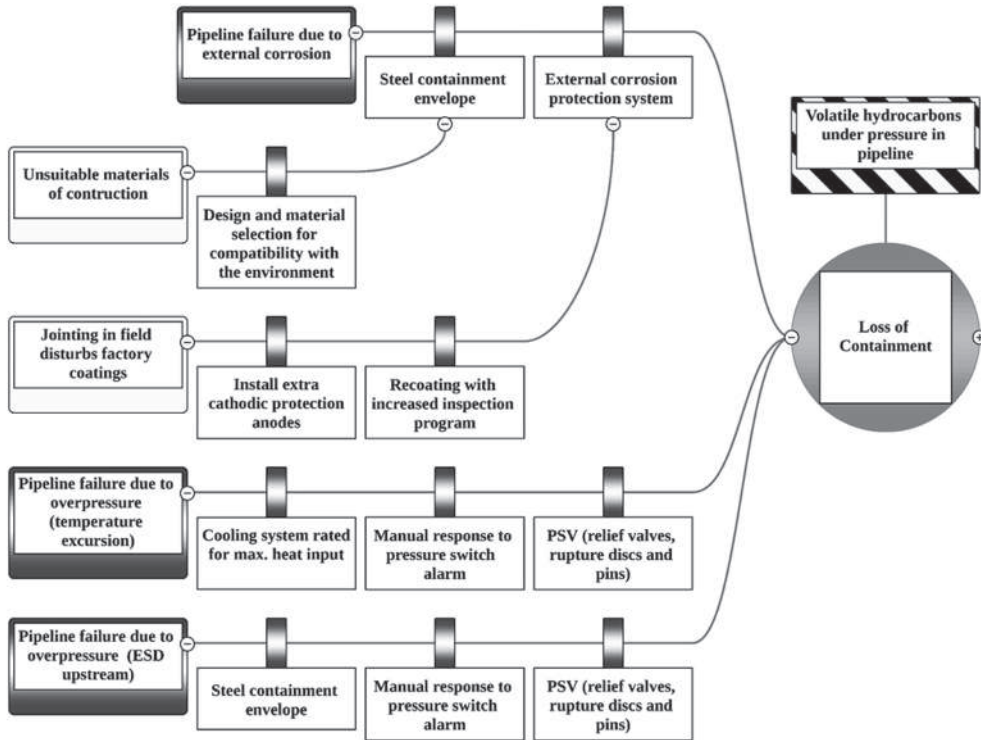 Pipeline failure due to
external corrosion
Steel containment
envelope
External corrosion
protection system
Volatile hydrocarbons
under pressure in
pipeline
Unsuitable materials
of contruction
Design and material
selection for
compatibility with
the environment
Loss of
Containment
Jointing in field
disturbs factory
coatings
Install extra
cathodic protection
anodes
Recoating with
increased inspection
program
Pipeline failure due to
overpressure
(temperature
excursion)
Cooling system rated
for max. heat input
Manual response to
pressure switch
alarm
PSV (relief valves,
rupture discs and
pins)
Pipeline failure due to
overpressure (ESD
upstream)
Steel containment
envelope
Manual response to
pressure switch
alarm
PSV (relief valves,
rupture discs and
pins)